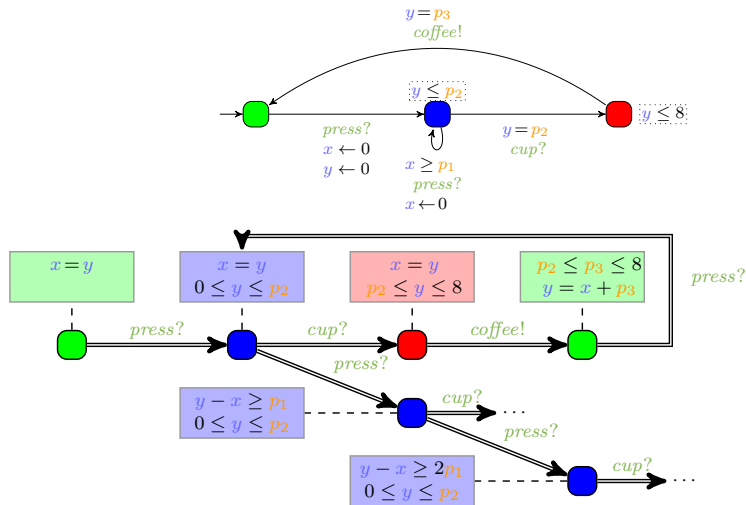 y = p₃
coffee!
y ≤ p₂
y ≤ 8
press?
x ← 0
y ← 0
x ≥ p₁
press?
x ← 0
y = p₂
cup?
x = y
x = y
0 ≤ y ≤ p₂
x = y
p₂ ≤ y ≤ 8
p₂ ≤ p₃ ≤ 8
y = x + p₃
press?
press?
cup?
coffee!
press?
y − x ≥ p₁
0 ≤ y ≤ p₂
cup?
···
press?
y − x ≥ 2p₁
0 ≤ y ≤ p₂
cup?
···